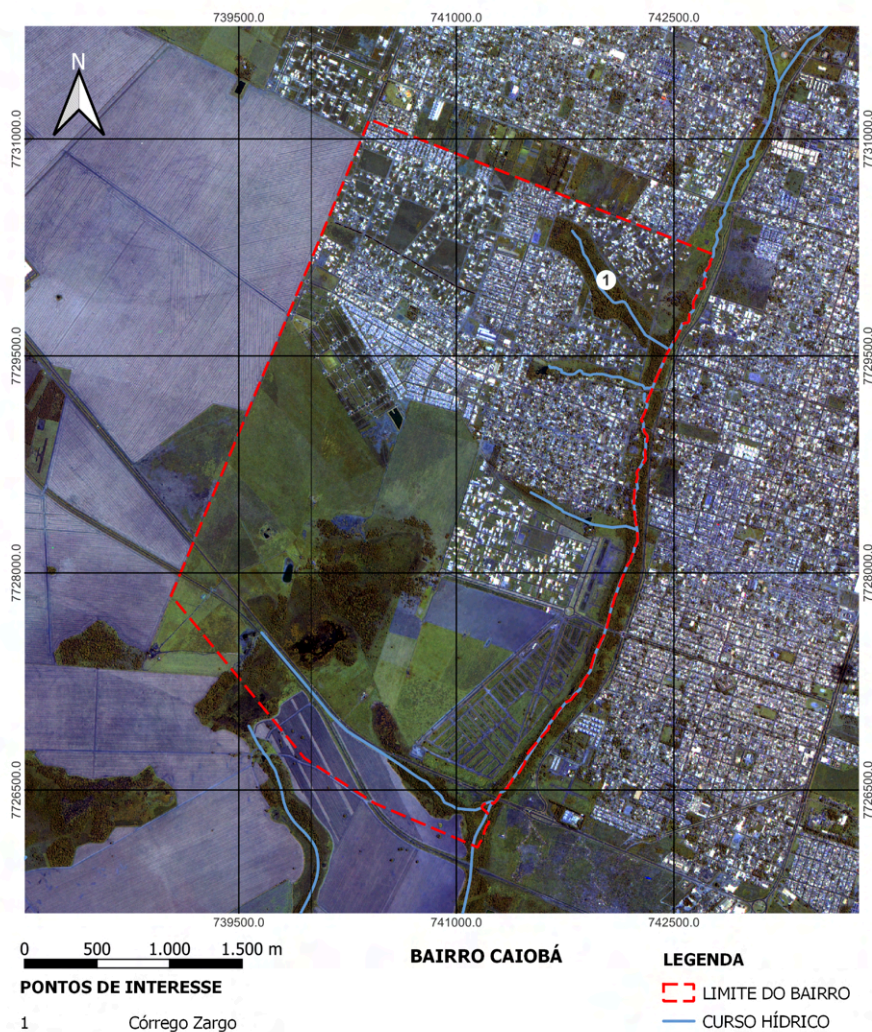 739500.0 741000.0 742500.0
N
7731000.0 7731000.0
1
7729500.0 7729500.0
7728000.0 7728000.0
7726500.0 7726500.0
739500.0 741000.0 742500.0
0 500 1.000 1.500 m
BAIRRO CAIOBÁ
LEGENDA
PONTOS DE INTERESSE
LIMITE DO BAIRRO
1 Córrego Zargo
CURSO HÍDRICO